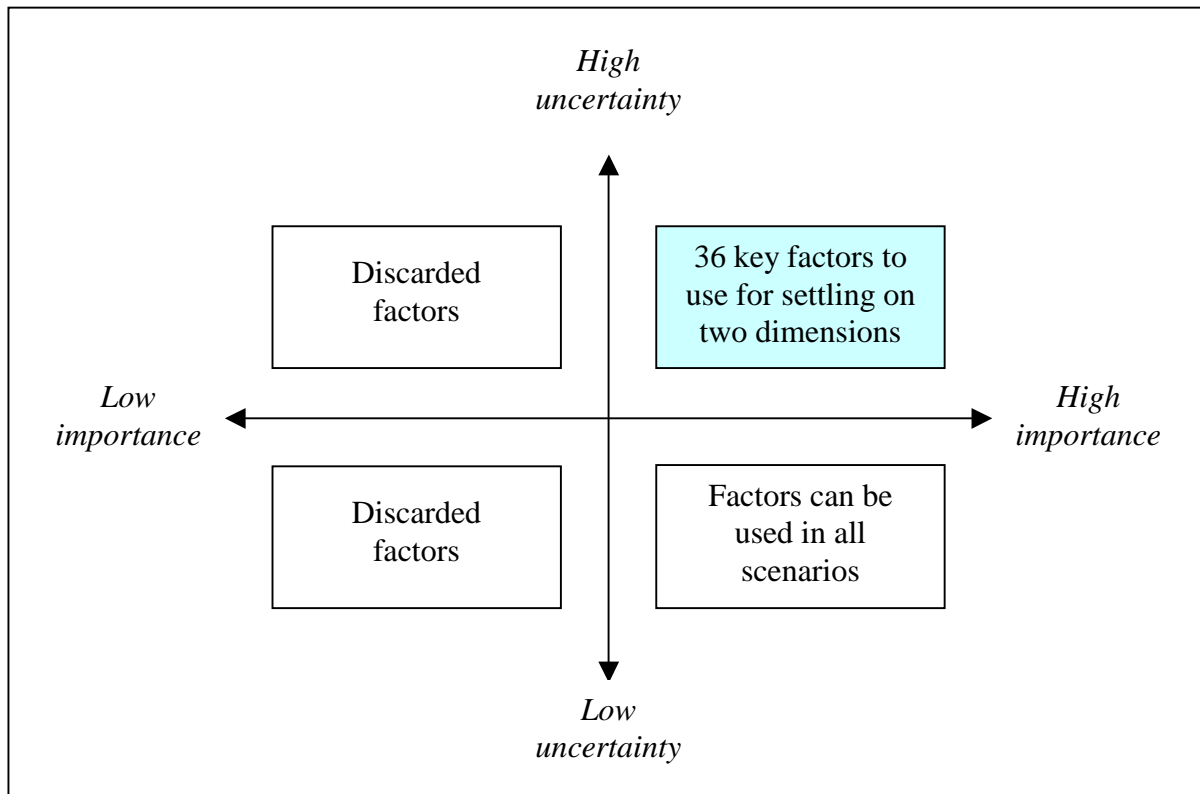 High
uncertainty
Discarded
factors
36 key factors to
use for settling on
two dimensions
Low
importance
High
importance
Discarded
factors
Factors can be
used in all
scenarios
Low
uncertainty